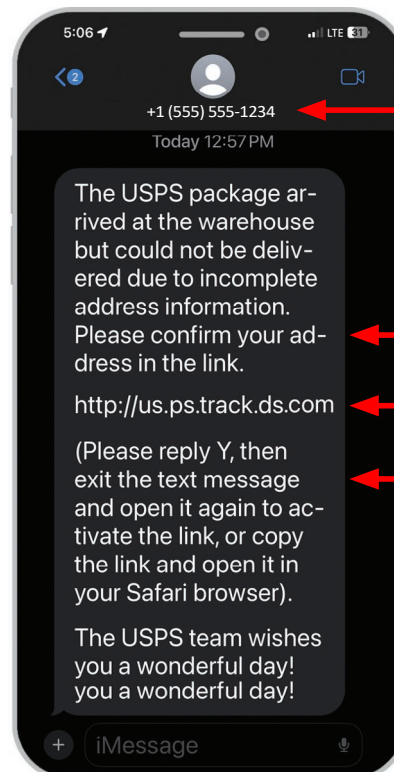 5:06
LTE 31
2
+1 (555) 555-1234
Today 12:57 PM
The USPS package ar-
rived at the warehouse
but could not be deliv-
ered due to incomplete
address information.
Please confirm your ad-
dress in the link.
http://us.ps.track.ds.com
(Please reply Y, then
exit the text message
and open it again to ac-
tivate the link, or copy
the link and open it in
your Safari browser).
The USPS team wishes
you a wonderful day!
you a wonderful day!
+ iMessage